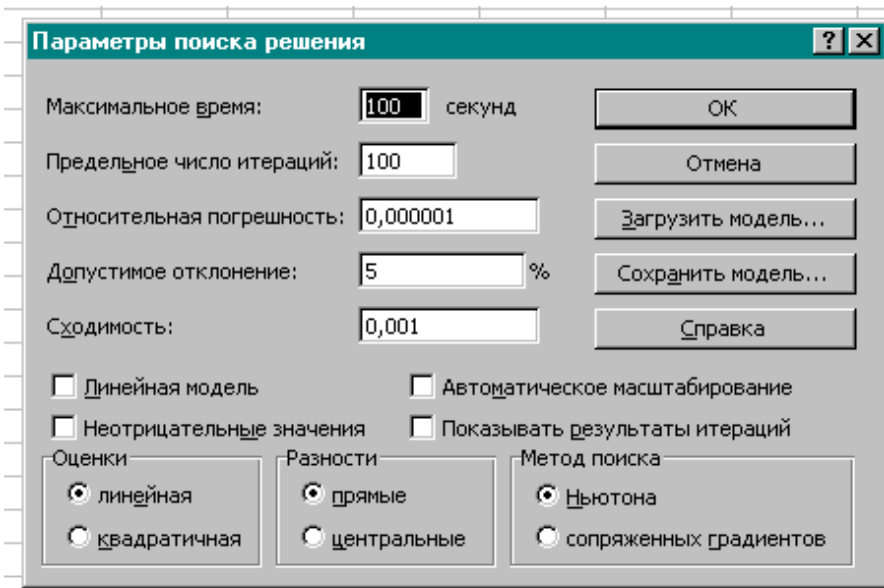 Параметры поиска решения
Максимальное время: 100 секунд
OK
Предельное число итераций: 100
Отмена
Относительная погрешность: 0,000001
Загрузить модель...
Допустимое отклонение: 5 %
Сохранить модель...
Сходимость: 0,001
Справка
Линейная модель
Автоматическое масштабирование
Неотрицательные значения
Показывать результаты итераций
Оценки
линейная
квадратичная
Разности
прямые
центральные
Метод поиска
Ньютона
сопряженных градиентов